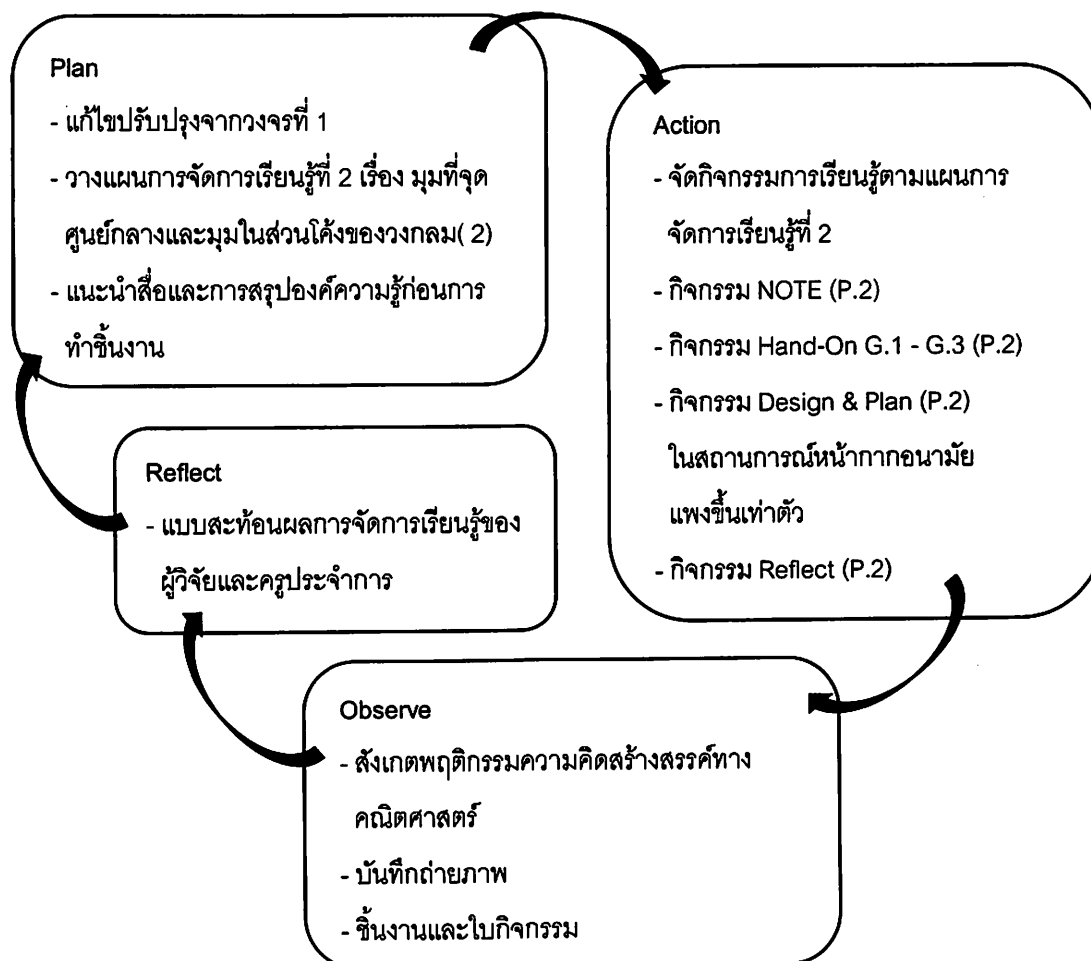 Plan
- แก้ไขปรับปรุงจากวงจรที่ 1
- วางแผนการจัดการเรียนรู้ที่ 2 เรื่อง มุมที่จุด
ศูนย์กลางและมุมในส่วนโค้งของวงกลม( 2)
- แนะนำสื่อและการสรุปองค์ความรู้ก่อนการ
ทำชิ้นงาน
Action
- จัดกิจกรรมการเรียนรู้ตามแผนการ
จัดการเรียนรู้ที่ 2
- กิจกรรม NOTE (P.2)
- กิจกรรม Hand-On G.1 - G.3 (P.2)
- กิจกรรม Design & Plan (P.2)
ในสถานการณ์หน้ากากอนามัย
แพงขึ้นเท่าตัว
- กิจกรรม Reflect (P.2)
Reflect
- แบบสะท้อนผลการจัดการเรียนรู้ของ
ผู้วิจัยและครูประจำการ
Observe
- สังเกตพฤติกรรมความคิดสร้างสรรค์ทาง
คณิตศาสตร์
- บันทึกถ่ายภาพ
- ชิ้นงานและใบกิจกรรม